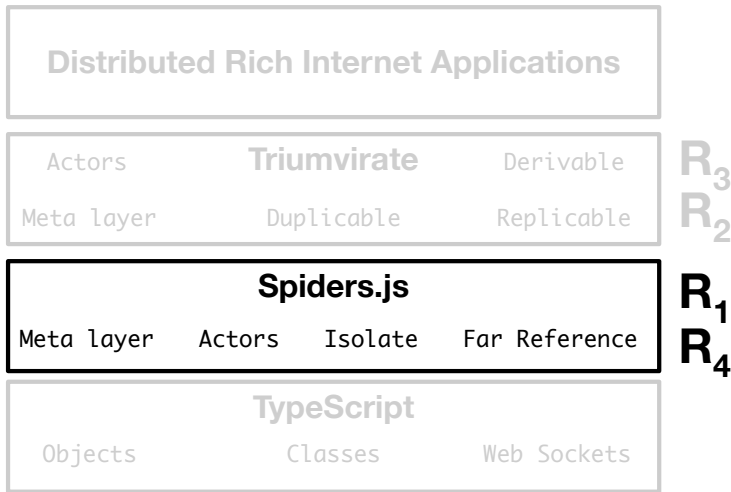 Distributed Rich Internet Applications
Actors Triumvirate Derivable R3
Meta layer Duplicable Replicable R2
Spiders.js R1
Meta layer Actors Isolate Far Reference R4
TypeScript
Objects Classes Web Sockets